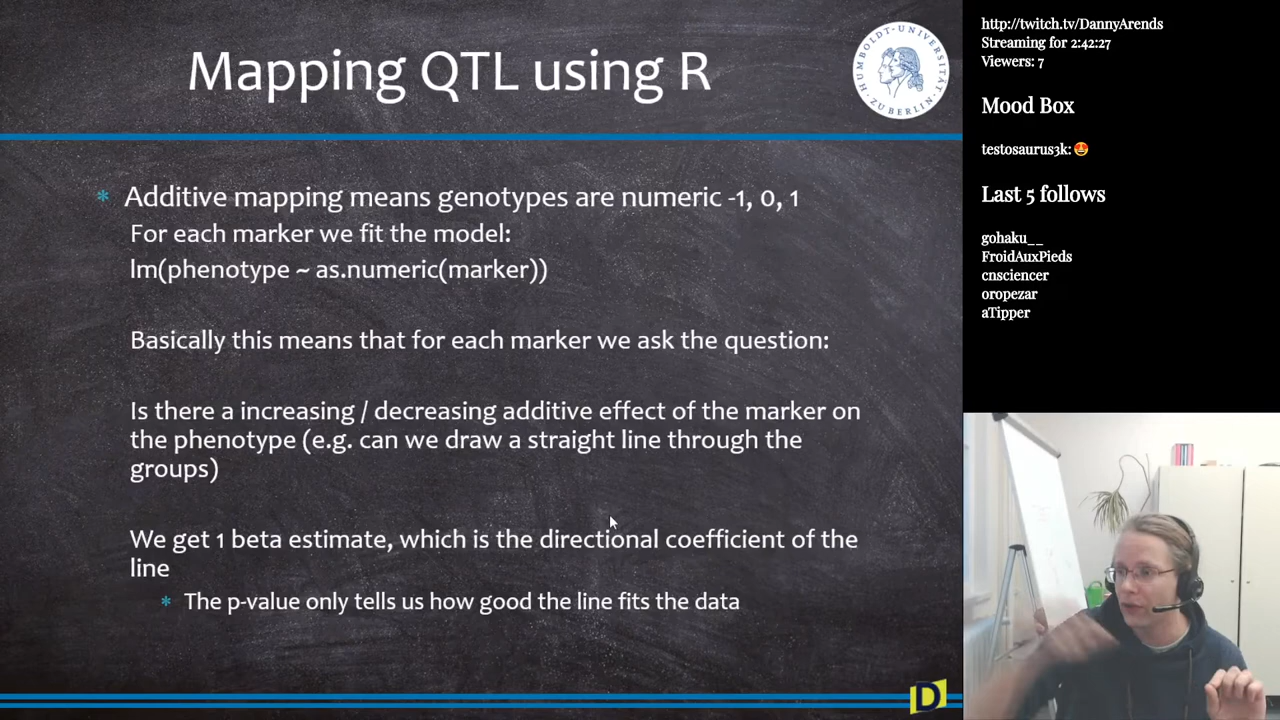 Mapping QTL using R
HUMBOLDT-UNIVERSITÄT
ZU BERLIN
* Additive mapping means genotypes are numeric -1, 0, 1
For each marker we fit the model:
lm(phenotype ~ as.numeric(marker))
Basically this means that for each marker we ask the question:
Is there a increasing / decreasing additive effect of the marker on
the phenotype (e.g. can we draw a straight line through the
groups)
We get 1 beta estimate, which is the directional coefficient of the
line
* The p-value only tells us how good the line fits the data
D
http://twitch.tv/DannyArends
Streaming for 2:42:27
Viewers: 7
Mood Box
testosaurus3k: 🤩
Last 5 follows
gohaku__
FroidAuxPieds
cnsciencer
oropezar
aTipper